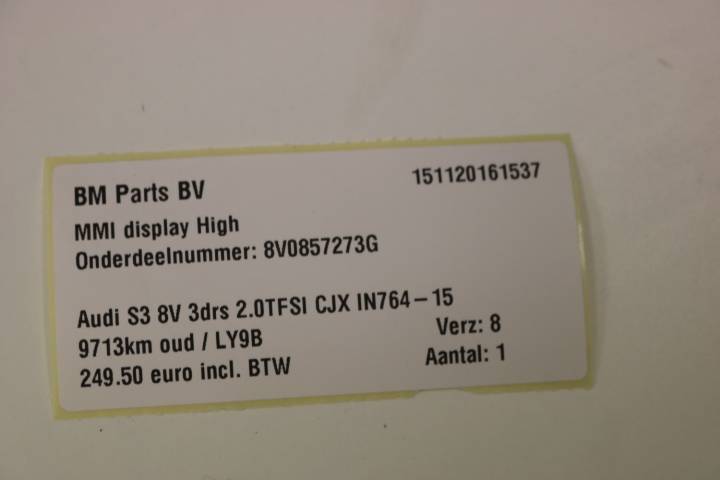 BM Parts BV
151120161537
MMI display High
Onderdeelnummer: 8V0857273G
Audi S3 8V 3drs 2.0TFSI CJX IN764-15
9713km oud / LY9B
Verz: 8
249.50 euro incl. BTW
Aantal: 1